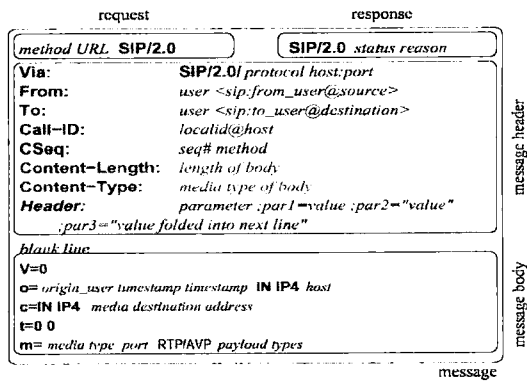 request response
method URL SIP/2.0 SIP/2.0 status reason
Via: SIP/2.0/ protocol host:port
From: user <sip:from_user@source>
To: user <sip:to_user@destination>
Call-ID: localid@host
CSeq: seq# method
Content-Length: length of body
Content-Type: media type of body
Header: parameter ;par1=value ;par2="value"
;par3="value folded into next line"
blank line
V=0
o= origin_user timestamp timestamp IN IP4 host
c=IN IP4 media destination address
t=0 0
m= media type port RTP/AVP payload types
message header
message body
message